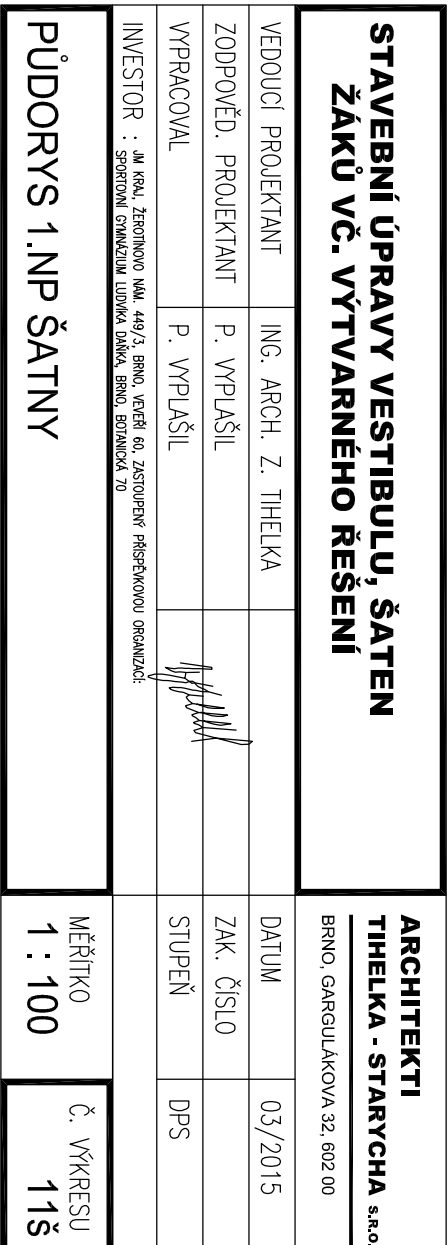 STAVEBNÍ ÚPRAVY VESTIBULU, ŠATEN
ŽÁKŮ VČ. VÝTVARNÉHO ŘEŠENÍ
ARCHITEKTI
TIHELKA - STARYCHA s.r.o.
BRNO, GARGULÁKOVA 32, 602 00
VEDOUCÍ PROJEKTANT ING. ARCH. Z. TIHELKA DATUM 03/2015
ZODPOVĚD. PROJEKTANT P. VYPLAŠIL ZAK. ČÍSLO
VYPRACOVAL P. VYPLAŠIL STUPEŇ DPS
INVESTOR : JM KRAJ, ŽEROTÍNOVO NÁM. 449/3, BRNO, VEVEŘÍ 60, ZASTOUPENÝ PŘÍSPĚVKOVOU ORGANIZACÍ:
SPORTOVNÍ GYMNÁZIUM LUDVÍKA DAŇKA, BRNO, BOTANICKÁ 70
PŮDORYS 1.NP ŠATNY
MĚŘÍTKO
1 : 100
Č. VÝKRESU
11Š